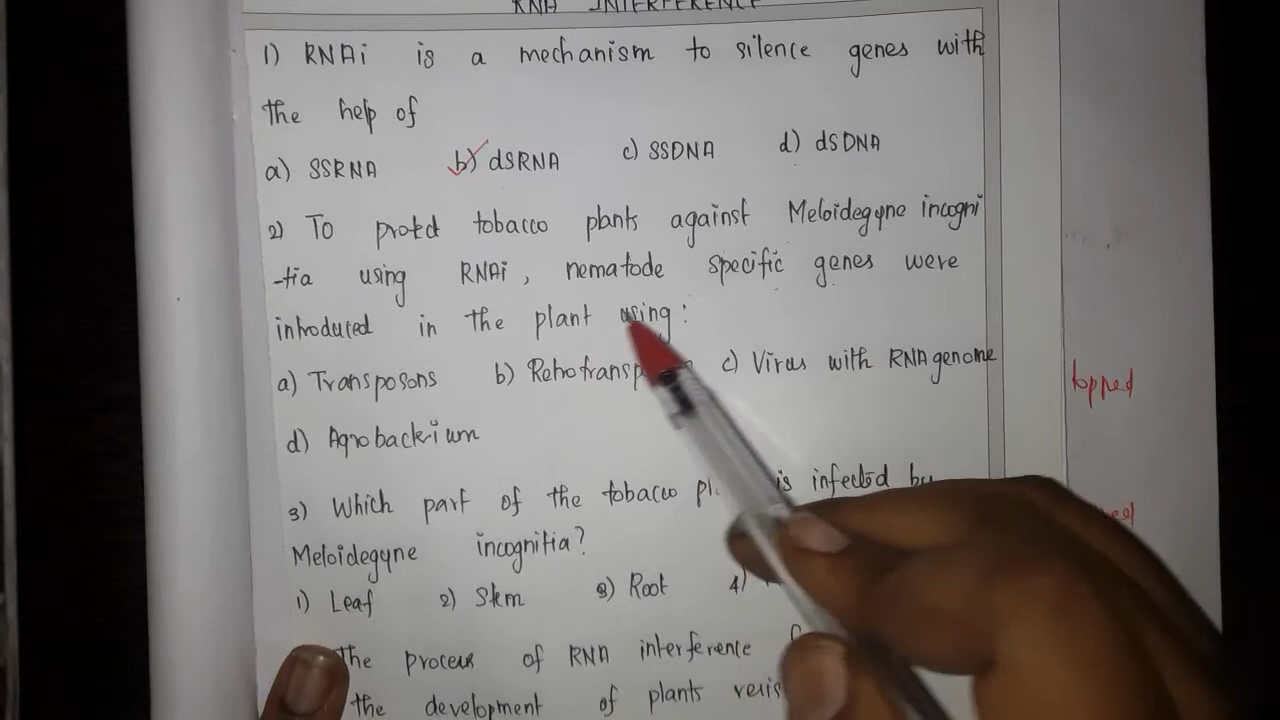 RNA INTERFERENCE
1) RNAi is a mechanism to silence genes with
the help of
a) SSRNA b) dSRNA c) SSDNA d) dSDNA
2) To protect tobacco plants against Meloidegyne incogni
-tia using RNAi, nematode specific genes were
introduced in the plant using:
a) Transposons b) c) Virus with RNA genome
d) Agrobacterium
topped
3) Which part of the tobacco is infected by
Meloidegyne incognitia?
1) Leaf 2) Stem 3) Root 4)
the process of RNA interference
the development of plants